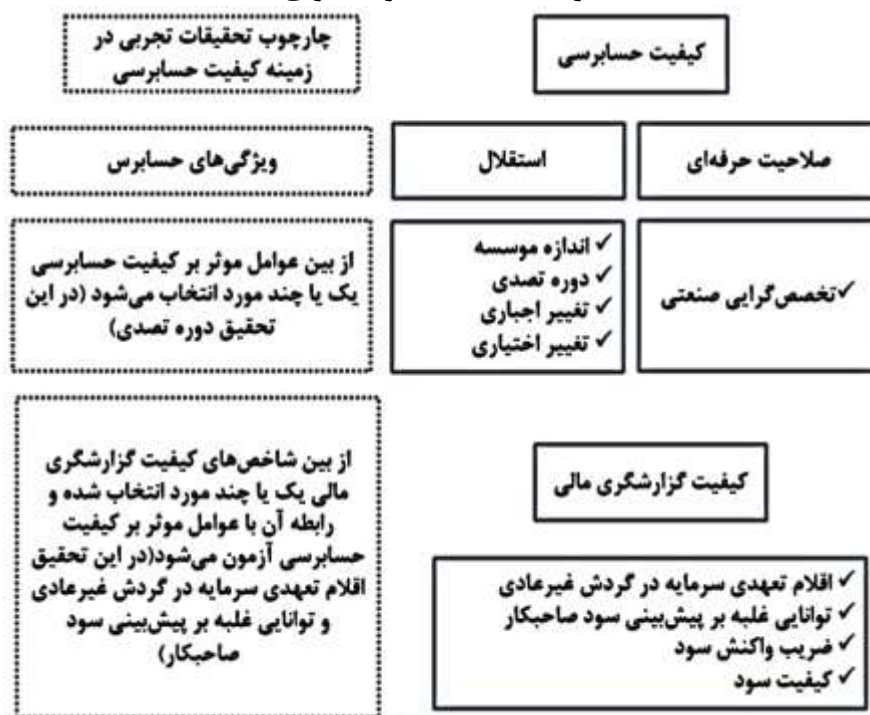 کیفیت حسابرسی
چارچوب تحقیقات تجربی در
زمینه کیفیت حسابرسی
صلاحیت حرفه‌ای
استقلال
ویژگی‌های حسابرس
✓تخصص‌گرایی صنعتی
✓ اندازه موسسه
✓ دوره تصدی
✓ تغییر اجباری
✓ تغییر اختیاری
از بین عوامل موثر بر کیفیت حسابرسی
یک یا چند مورد انتخاب می‌شود (در این
تحقیق دوره تصدی)
کیفیت گزارشگری مالی
✓ اقلام تعهدی سرمایه در گردش غیرعادی
✓ توانایی غلبه بر پیش‌بینی سود صاحبکار
✓ ضریب واکنش سود
✓ کیفیت سود
از بین شاخص‌های کیفیت گزارشگری
مالی یک یا چند مورد انتخاب شده و
رابطه آن با عوامل موثر بر کیفیت
حسابرسی آزمون می‌شود(در این تحقیق
اقلام تعهدی سرمایه در گردش غیرعادی
و توانایی غلبه بر پیش‌بینی سود
صاحبکار)